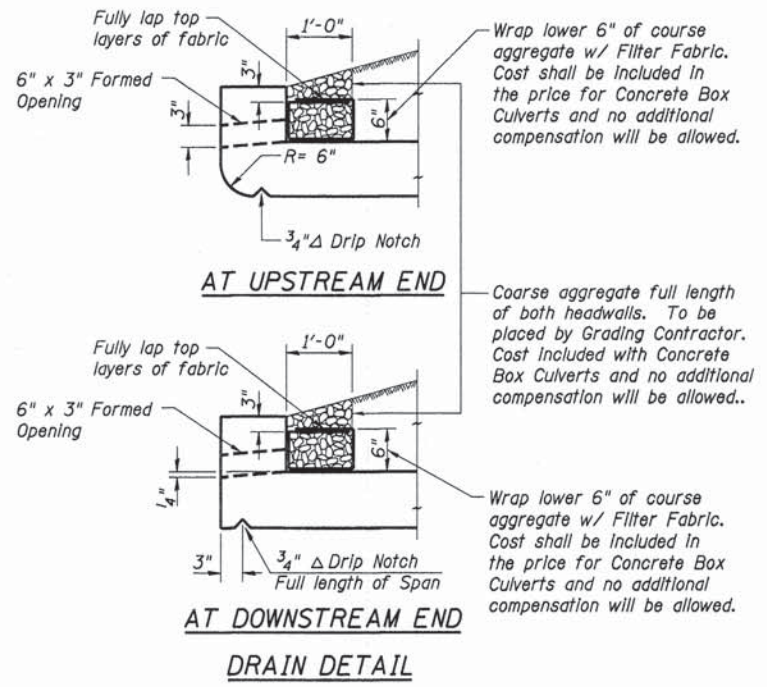 Fully lap top
layers of fabric
1'-0"
Wrap lower 6" of course
aggregate w/ Filter Fabric.
Cost shall be included in
the price for Concrete Box
Culverts and no additional
compensation will be allowed.
6" x 3" Formed
Opening
3"
3"
6"
R= 6"
3/4" Δ Drip Notch
AT UPSTREAM END
Coarse aggregate full length
of both headwalls. To be
placed by Grading Contractor.
Cost included with Concrete
Box Culverts and no additional
compensation will be allowed..
Fully lap top
layers of fabric
1'-0"
6" x 3" Formed
Opening
3"
6"
1/4"
Wrap lower 6" of course
aggregate w/ Filter Fabric.
Cost shall be included in
the price for Concrete Box
Culverts and no additional
compensation will be allowed.
3"
3/4" Δ Drip Notch
Full length of Span
AT DOWNSTREAM END
DRAIN DETAIL